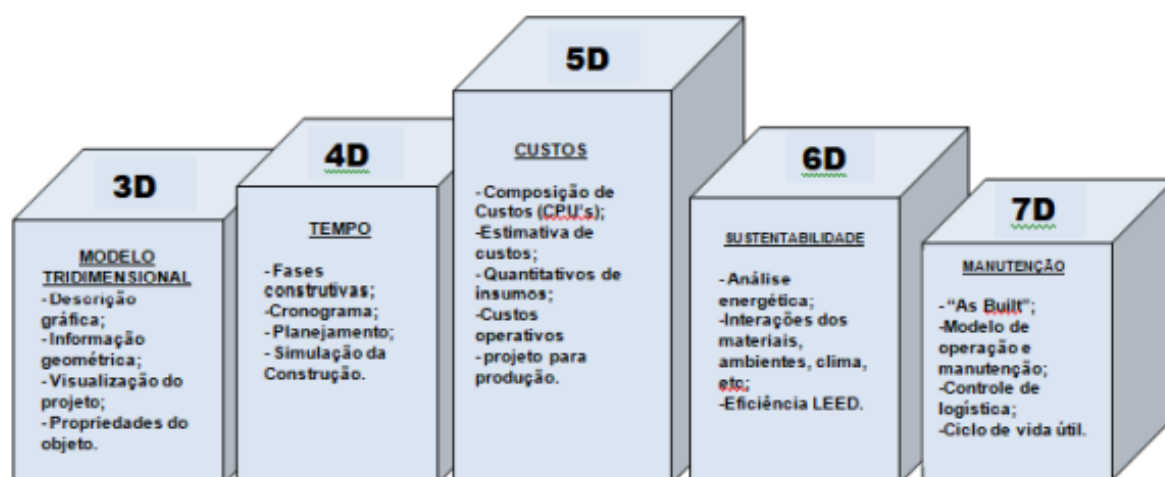 3D
MODELO
TRIDIMENSIONAL
- Descrição
gráfica;
- Informação
geométrica;
- Visualização do
projeto;
- Propriedades do
objeto.
4D
TEMPO
- Fases
construtivas;
-Cronograma;
- Planejamento;
- Simulação da
Construção.
5D
CUSTOS
- Composição de
Custos (CPU's);
-Estimativa de
custos;
- Quantitativos de
insumos;
-Custos
operativos
- projeto para
produção.
6D
SUSTENTABILIDADE
- Análise
energética;
-Interações dos
materiais,
ambientes, clima,
etc;
-Eficiência LEED.
7D
MANUTENÇÃO
- “As Built”;
-Modelo de
operação e
manutenção;
-Controle de
logística;
-Ciclo de vida útil.